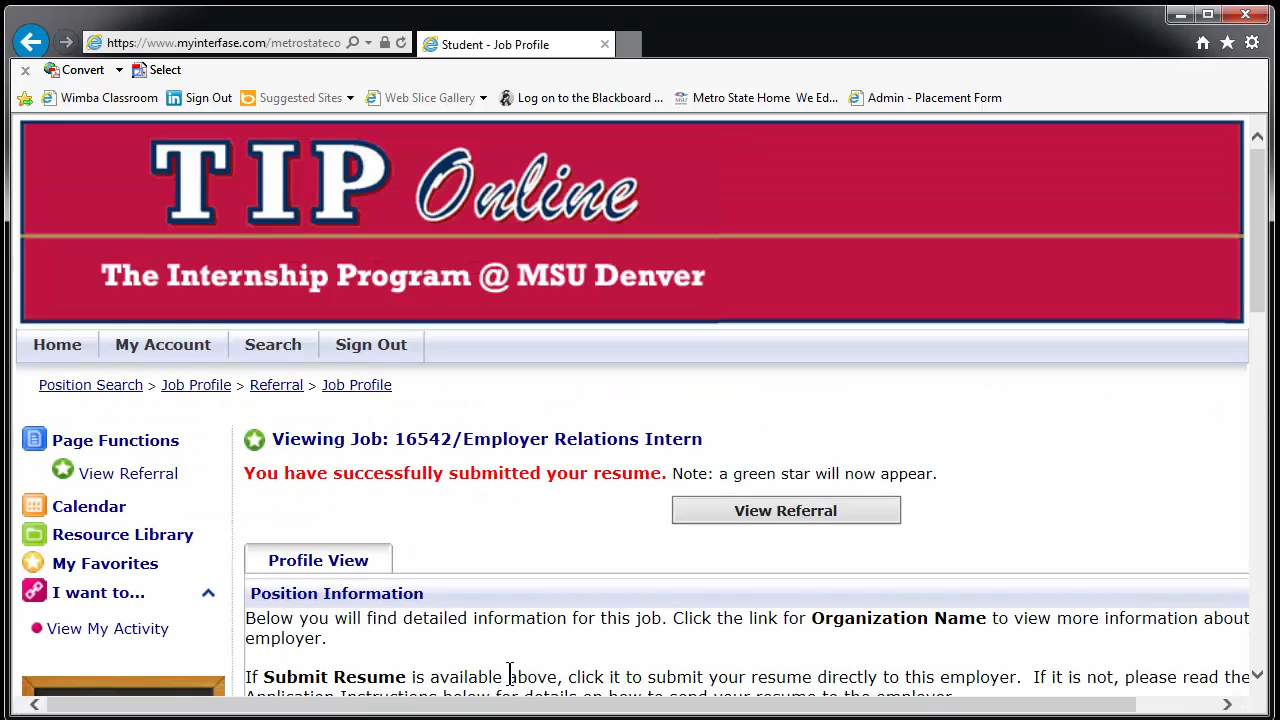 https://www.myinterfase.com/metrostateco
Student - Job Profile
Convert
Select
Wimba Classroom
Sign Out
Suggested Sites
Web Slice Gallery
Log on to the Blackboard ...
Metro State Home We Ed...
Admin - Placement Form
TIP Online
The Internship Program @ MSU Denver
Home
My Account
Search
Sign Out
Position Search > Job Profile > Referral > Job Profile
Page Functions
View Referral
Calendar
Resource Library
My Favorites
I want to...
View My Activity
Viewing Job: 16542/Employer Relations Intern
You have successfully submitted your resume. Note: a green star will now appear.
View Referral
Profile View
Position Information
Below you will find detailed information for this job. Click the link for Organization Name to view more information about
employer.
If Submit Resume is available above, click it to submit your resume directly to this employer. If it is not, please read the
Application Instructions below for details on how to send your resume to the employer.